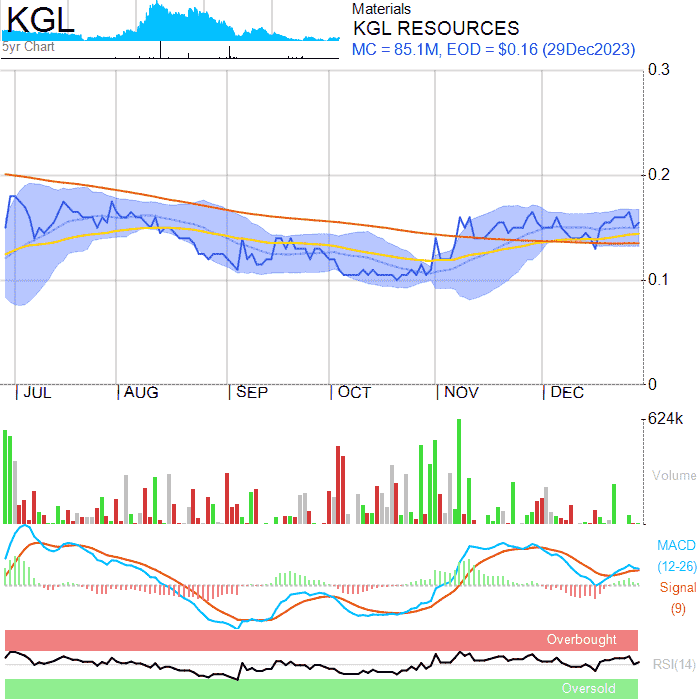 KGL
5yr Chart
Materials
KGL RESOURCES
MC = 85.1M, EOD = $0.16 (29Dec2023)
0.3
0.2
0.1
0
JUL AUG SEP OCT NOV DEC
624k
Volume
MACD
(12-26)
Signal
(9)
Overbought
RSI(14)
Oversold